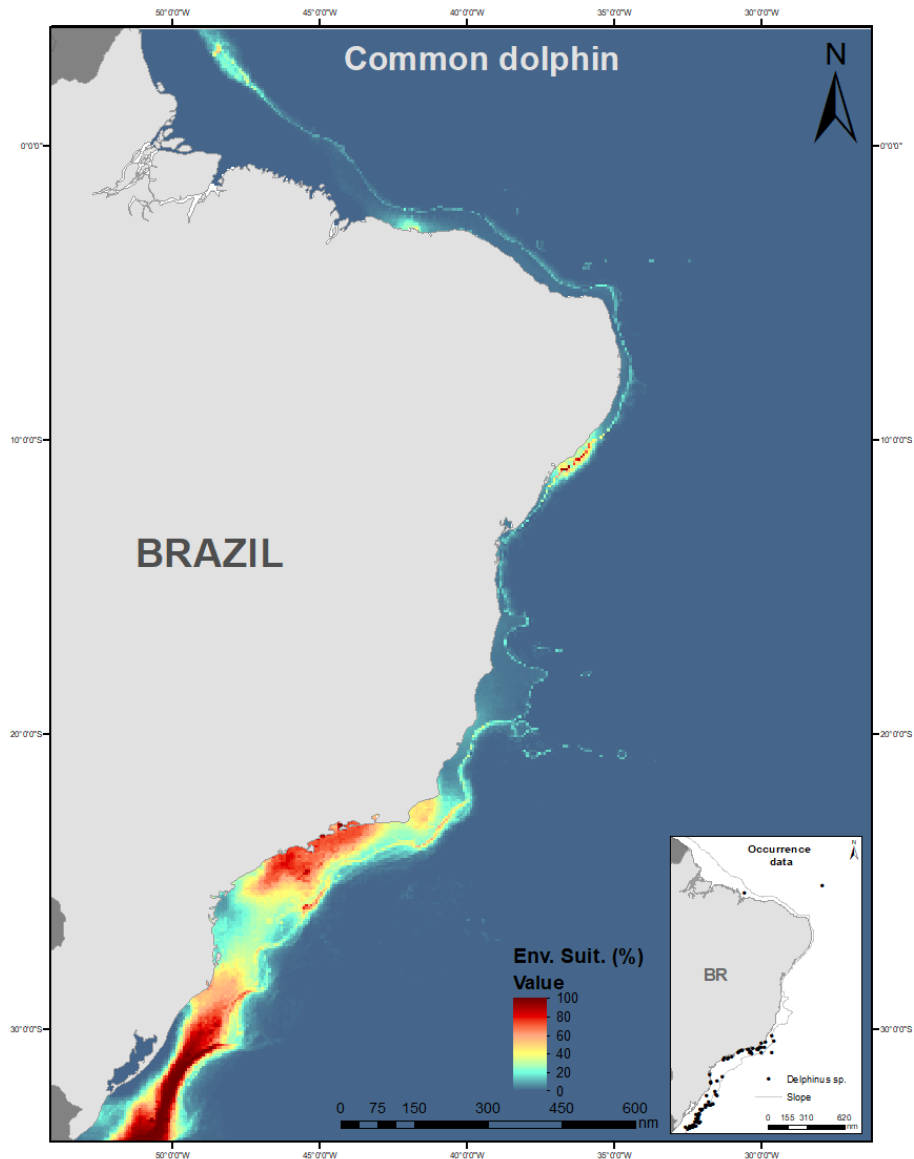 50°0'0"W 45°0'0"W 40°0'0"W 35°0'0"W 30°0'0"W
Common dolphin
N
0°0'0" 0°0'0"
10°0'0"S 10°0'0"S
BRAZIL
20°0'0"S 20°0'0"S
Occurrence
data
BR
Env. Suit. (%)
Value
100
80
60
40
20
0
30°0'0"S 30°0'0"S
Delphinus sp.
Slope
0 155 310 620
nm
0 75 150 300 450 600
nm
50°0'0"W 45°0'0"W 40°0'0"W 35°0'0"W 30°0'0"W